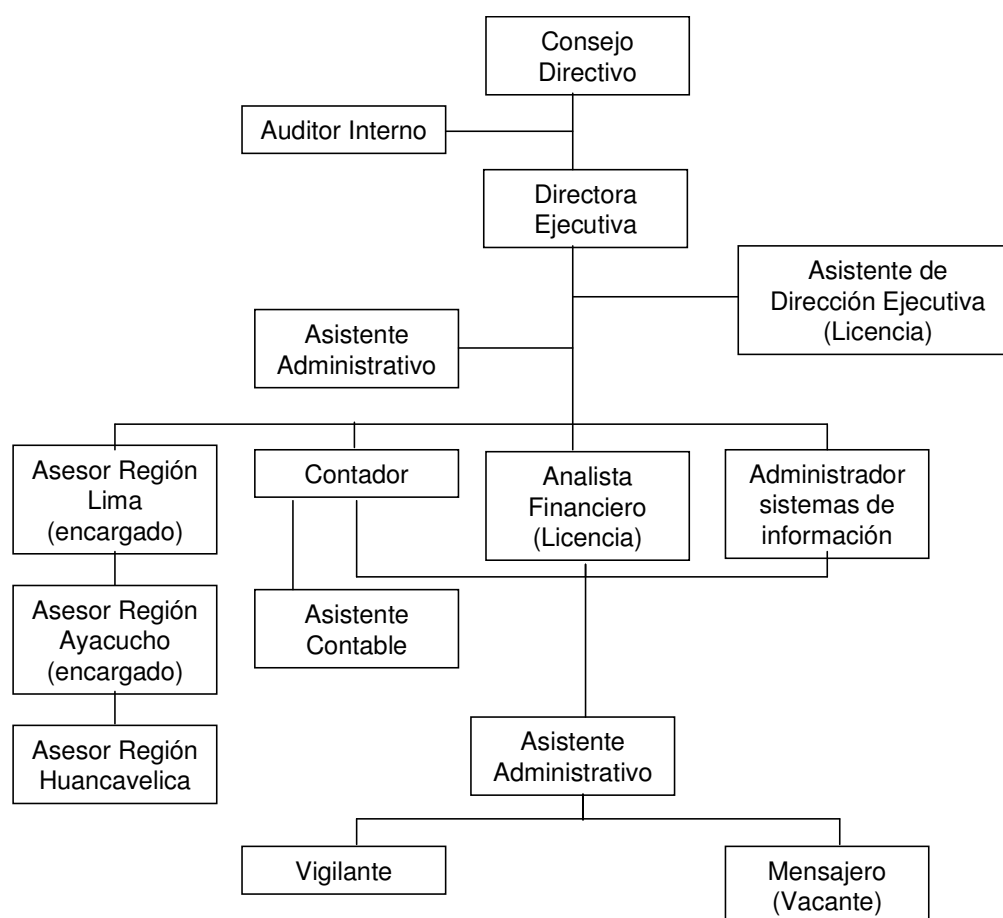 Consejo
Directivo
Auditor Interno
Directora
Ejecutiva
Asistente de
Dirección Ejecutiva
(Licencia)
Asistente
Administrativo
Asesor Región
Lima
(encargado)
Contador
Analista
Financiero
(Licencia)
Administrador
sistemas de
información
Asesor Región
Ayacucho
(encargado)
Asistente
Contable
Asesor Región
Huancavelica
Asistente
Administrativo
Vigilante
Mensajero
(Vacante)